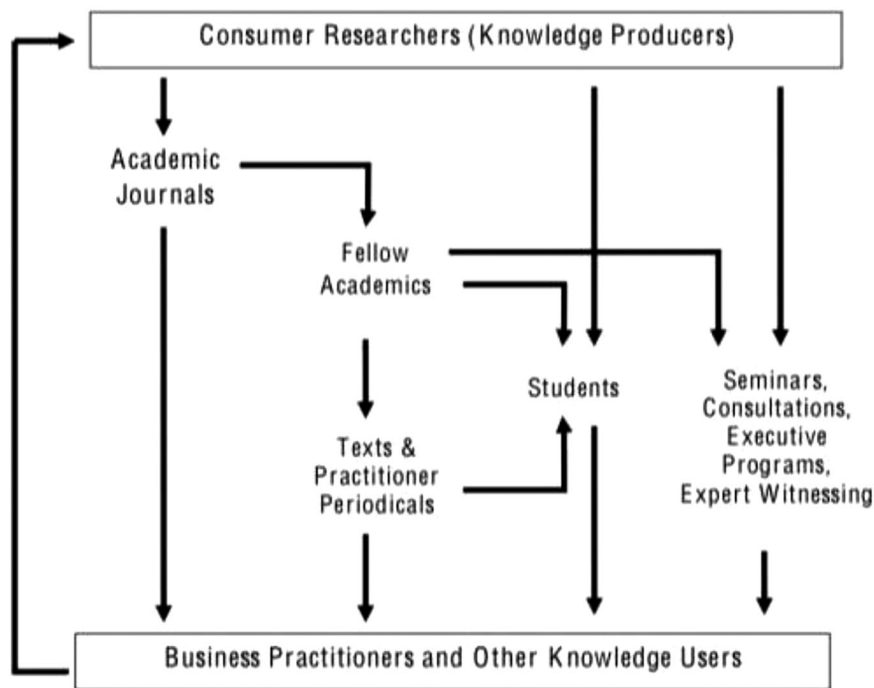 Consumer Researchers (Knowledge Producers)
Academic
Journals
Fellow
Academics
Students
Seminars,
Consultations,
Executive
Programs,
Expert Witnessing
Texts &
Practitioner
Periodicals
Business Practitioners and Other Knowledge Users